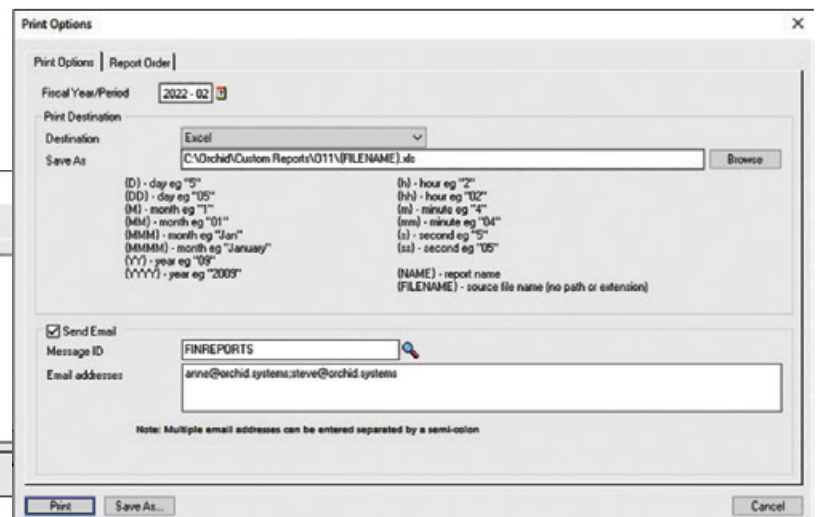 Print Options
Print Options Report Order
Fiscal Year/Period 2022 - 02
Print Destination
Destination Excel
Save As C:\Orchid\Custom Reports\O11\{FILENAME}.xls Browse
{D} - day eg "5" {h} - hour eg "2"
{DD} - day eg "05" {hh} - hour eg "02"
{M} - month eg "1" {m} - minute eg "4"
{MM} - month eg "01" {mm} - minute eg "04"
{MMM} - month eg "Jan" {s} - second eg "5"
{MMMM} - month eg "January" {ss} - second eg "05"
{YY} - year eg "09"
{YYYY} - year eg "2009" {NAME} - report name
{FILENAME} - source file name (no path or extension)
Send Email
Message ID FINREPORTS
Email addresses anne@orchid.systems;steve@orchid.systems
Note: Multiple email addresses can be entered separated by a semi-colon
Print Save As... Cancel